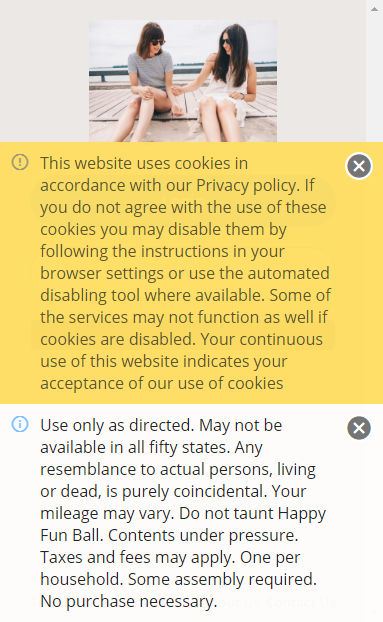 This website uses cookies in
accordance with our Privacy policy. If
you do not agree with the use of these
cookies you may disable them by
following the instructions in your
browser settings or use the automated
disabling tool where available. Some of
the services may not function as well if
cookies are disabled. Your continuous
use of this website indicates your
acceptance of our use of cookies
Use only as directed. May not be
available in all fifty states. Any
resemblance to actual persons, living
or dead, is purely coincidental. Your
mileage may vary. Do not taunt Happy
Fun Ball. Contents under pressure.
Taxes and fees may apply. One per
household. Some assembly required.
No purchase necessary.